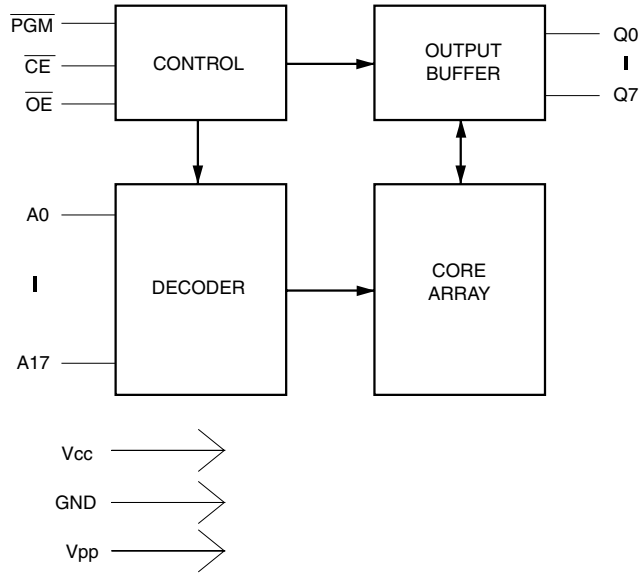 PGM
CE
OE
CONTROL
OUTPUT
BUFFER
Q0
Q7
A0
A17
DECODER
CORE
ARRAY
Vcc
GND
Vpp